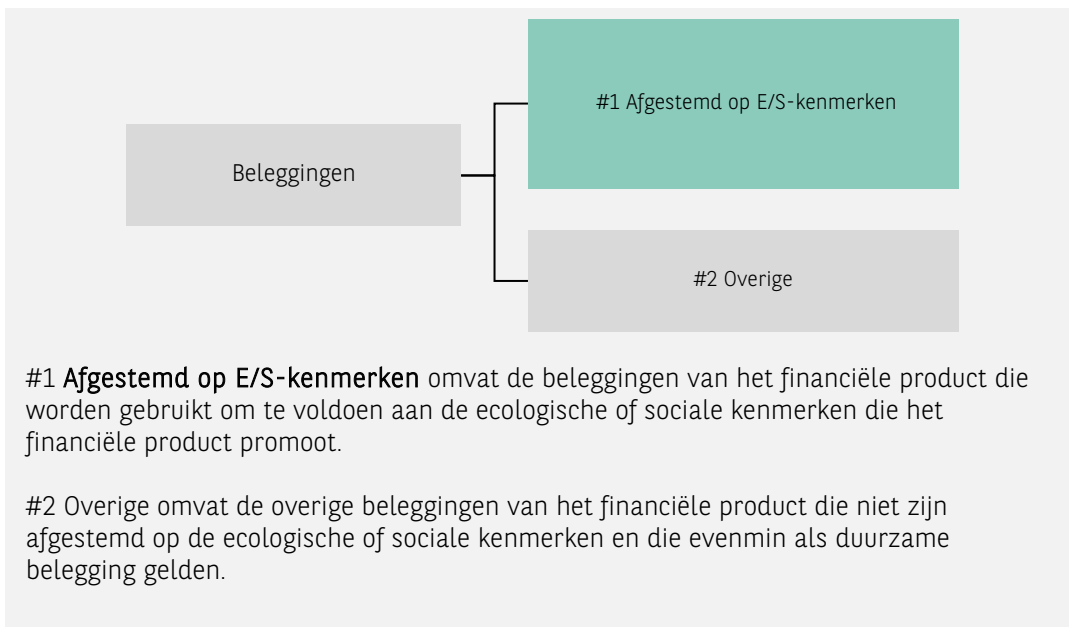 #1 Afgestemd op E/S-kenmerken
Beleggingen
#2 Overige
#1 Afgestemd op E/S-kenmerken omvat de beleggingen van het financiële product die
worden gebruikt om te voldoen aan de ecologische of sociale kenmerken die het
financiële product promoot.
#2 Overige omvat de overige beleggingen van het financiële product die niet zijn
afgestemd op de ecologische of sociale kenmerken en die evenmin als duurzame
belegging gelden.